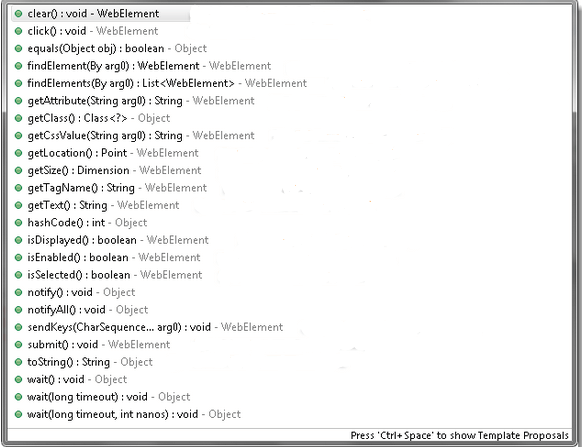 clear() : void - WebElement
click() : void - WebElement
equals(Object obj) : boolean - Object
findElement(By arg0) : WebElement - WebElement
findElements(By arg0) : List<WebElement> - WebElement
getAttribute(String arg0) : String - WebElement
getClass() : Class<?> - Object
getCssValue(String arg0) : String - WebElement
getLocation() : Point - WebElement
getSize() : Dimension - WebElement
getTagName() : String - WebElement
getText() : String - WebElement
hashCode() : int - Object
isDisplayed() : boolean - WebElement
isEnabled() : boolean - WebElement
isSelected() : boolean - WebElement
notify() : void - Object
notifyAll() : void - Object
sendKeys(CharSequence... arg0) : void - WebElement
submit() : void - WebElement
toString() : String - Object
wait() : void - Object
wait(long timeout) : void - Object
wait(long timeout, int nanos) : void - Object
Press 'Ctrl+Space' to show Template Proposals